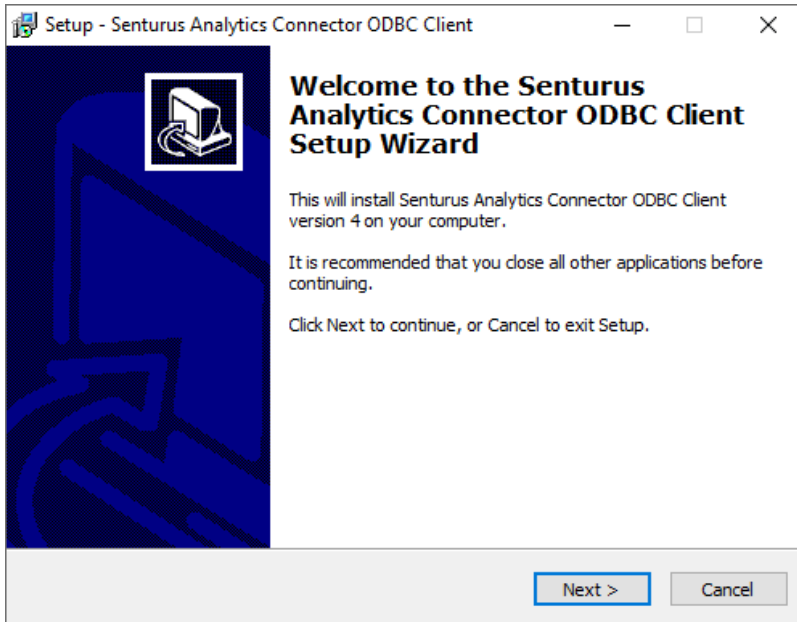 Setup - Senturus Analytics Connector ODBC Client
Welcome to the Senturus
Analytics Connector ODBC Client
Setup Wizard
This will install Senturus Analytics Connector ODBC Client
version 4 on your computer.
It is recommended that you close all other applications before
continuing.
Click Next to continue, or Cancel to exit Setup.
Next >
Cancel